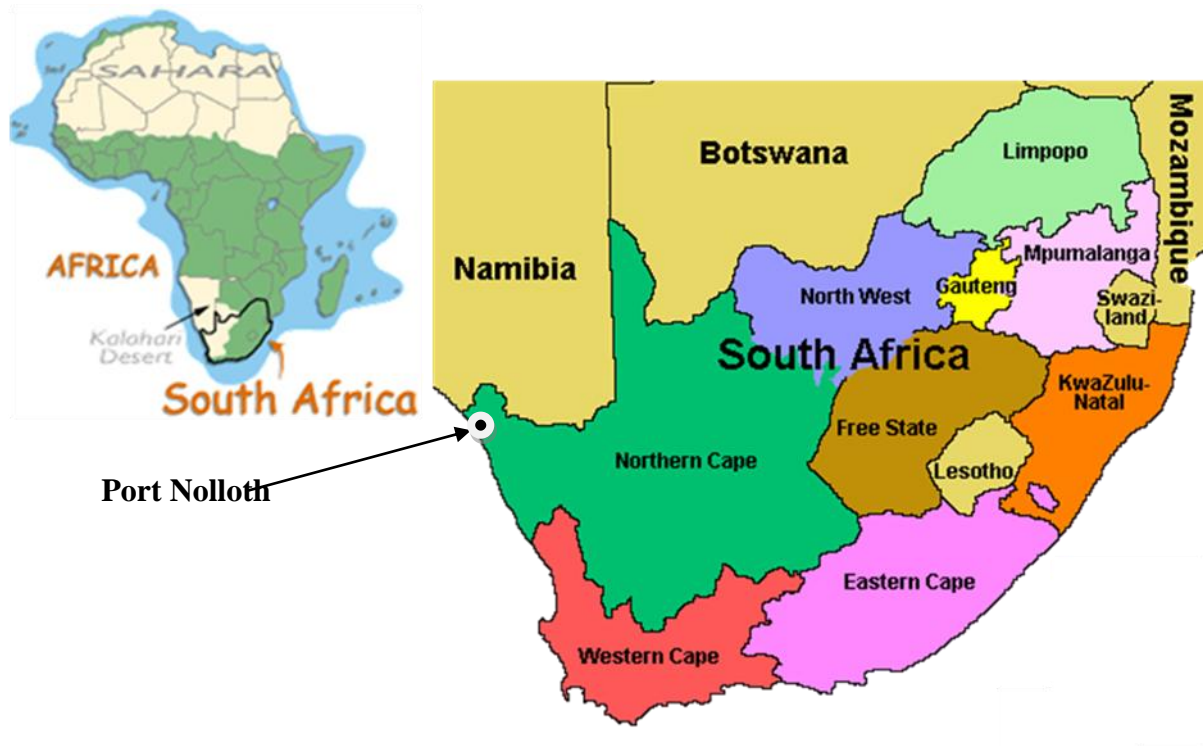 SAHARA
AFRICA
Kalahari
Desert
South Africa
Port Nolloth
Namibia
Botswana
Mozambique
Limpopo
North West
Gauteng
Mpumalanga
Swazi-
land
South Africa
KwaZulu-
Natal
Free State
Lesotho
Northern Cape
Eastern Cape
Western Cape